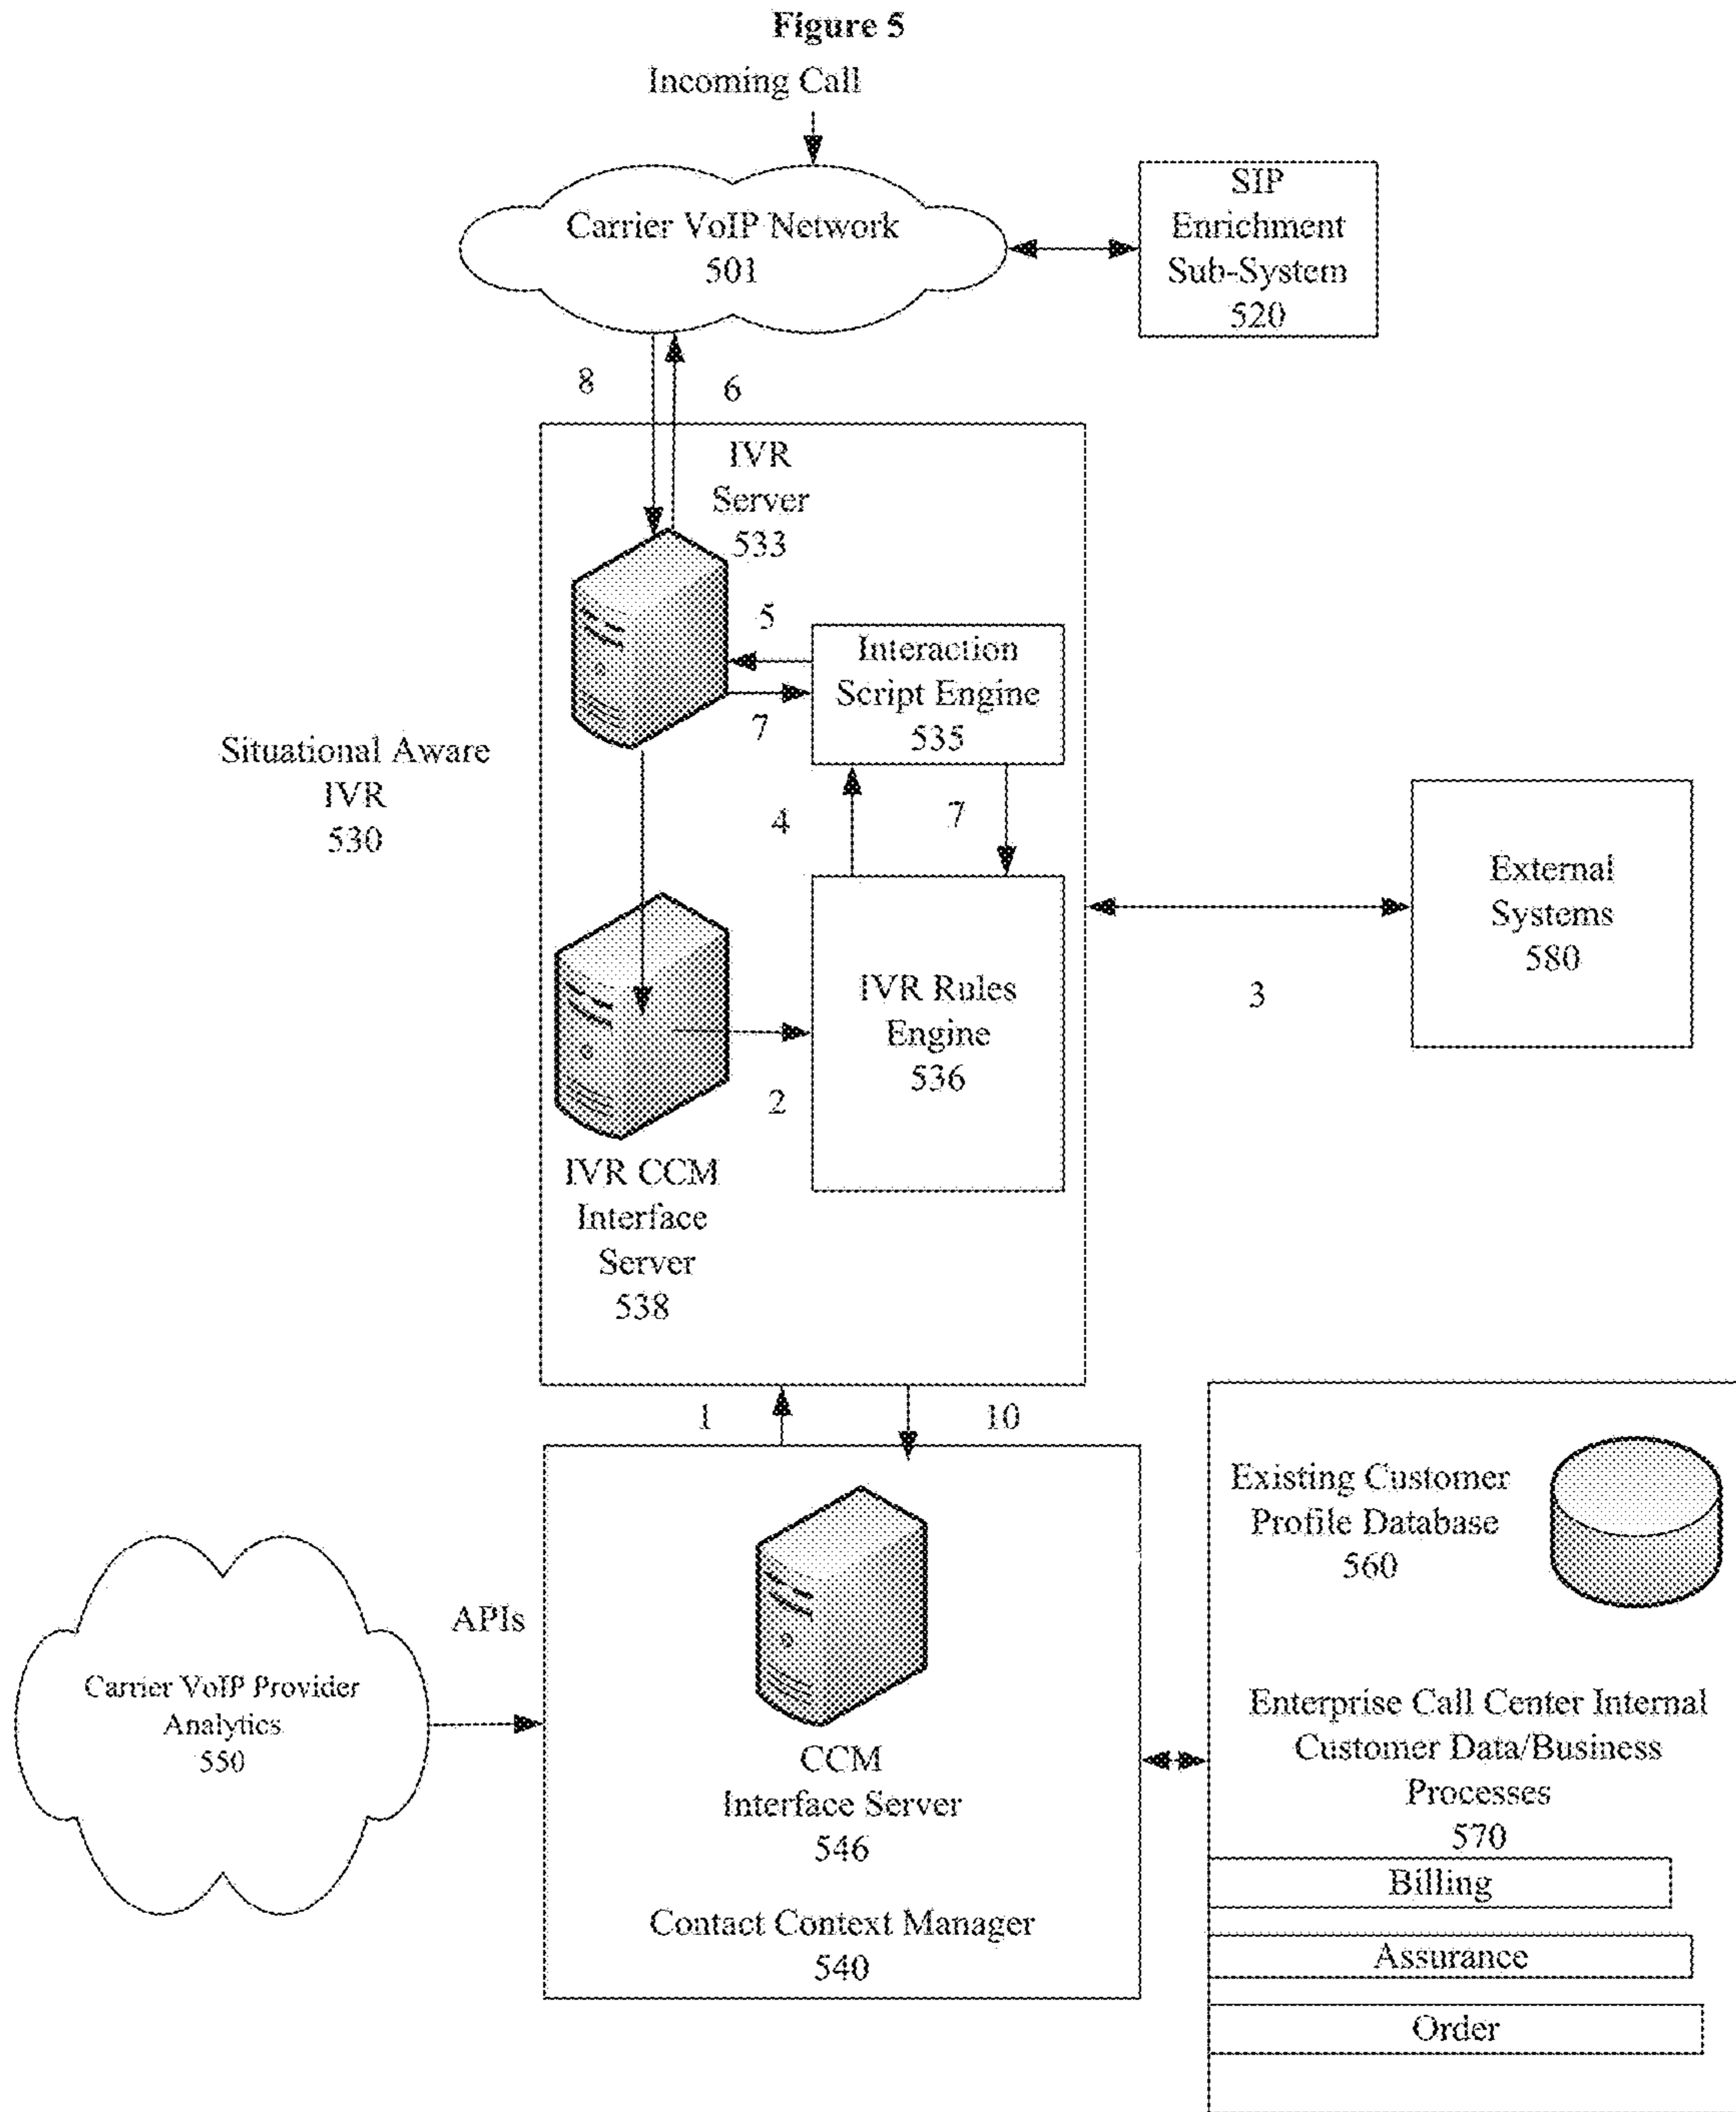 Figure 5
Incoming Call
Carrier VoIP Network
501
SIP
Enrichment
Sub-System
520
8
6
IVR
Server
533
5
7
Interaction
Script Engine
535
Situational Aware
IVR
530
4
7
External
Systems
580
3
IVR Rules
Engine
536
2
IVR CCM
Interface
Server
538
1
10
Existing Customer
Profile Database
560
APIs
Carrier VoIP Provider
Analytics
550
CCM
Interface Server
546
Contact Context Manager
540
Enterprise Call Center Internal
Customer Data/Business
Processes
570
Billing
Assurance
Order